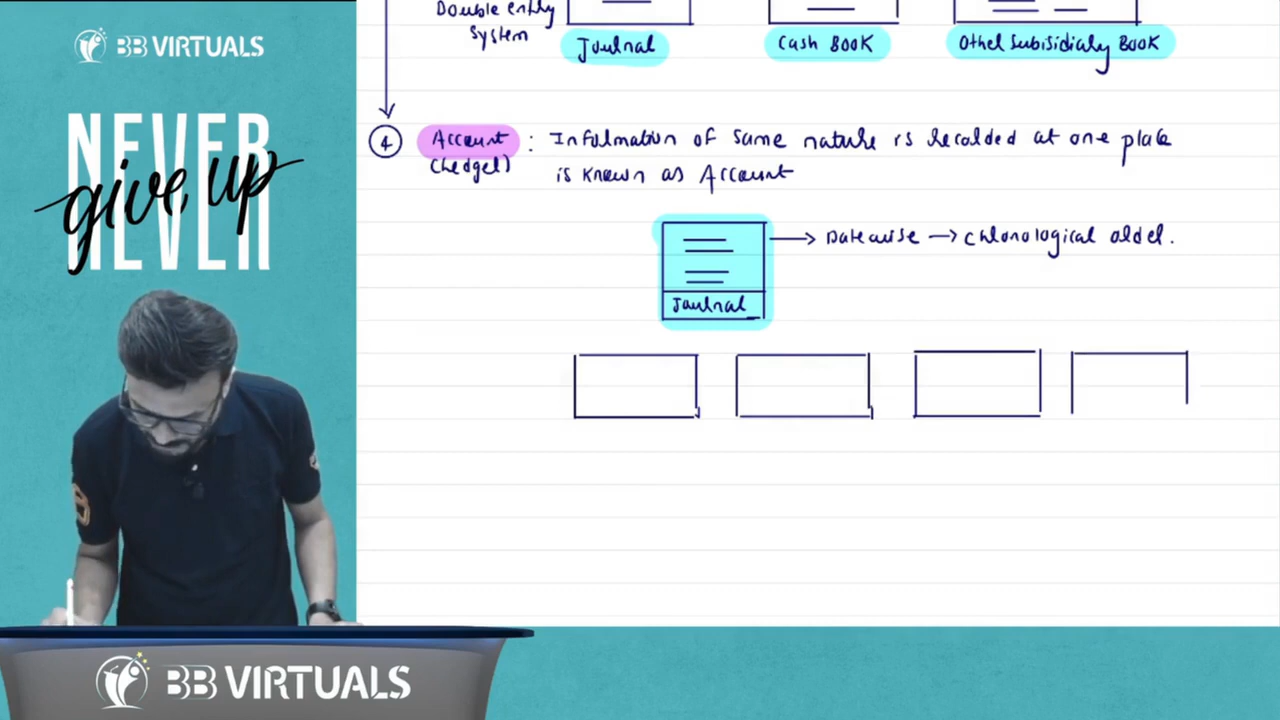 BB VIRTUALS
NEVER
give up
NEVER
Double entry
System
Journal
Cash BOOK
Other Subisidiary BOOK
4
Account
(Ledger)
: Information of same nature is recorded at one place
is known as Account
Datewise → Chronological order.
Journal
BB VIRTUALS